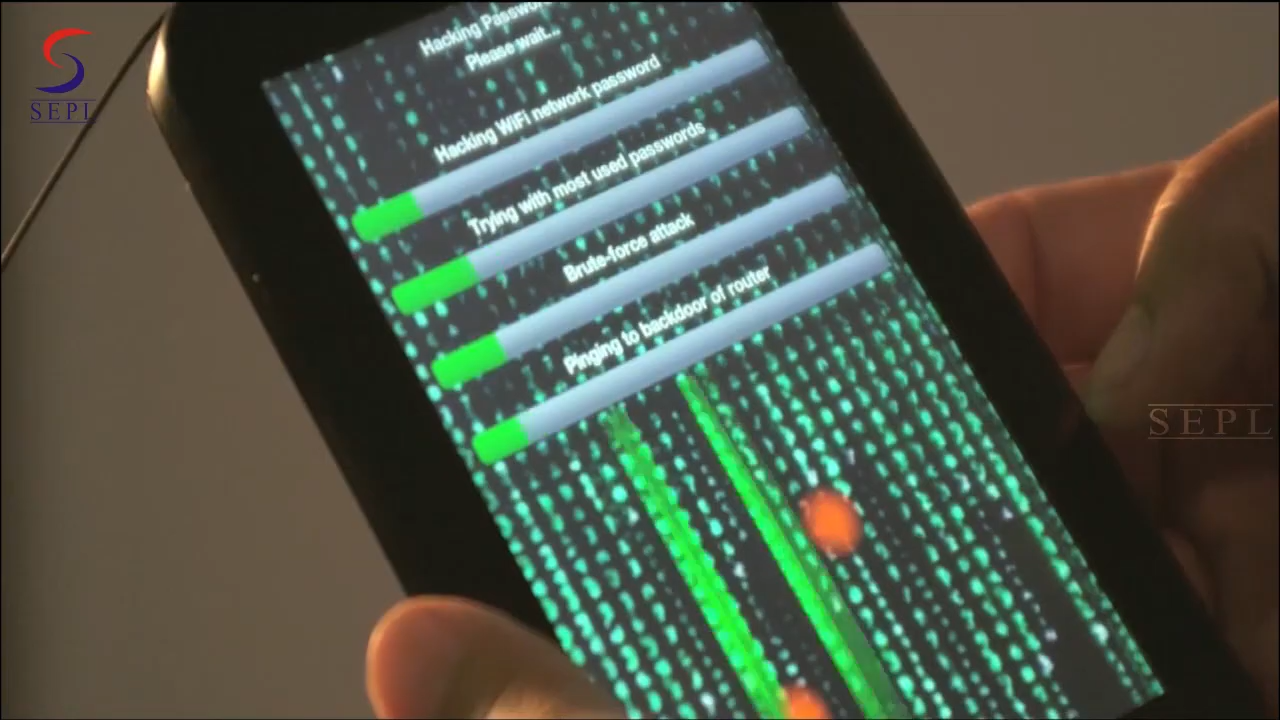 SEPL
Hacking
Please wait...
Hacking WiFi network password
Trying with most used passwords
Brute-force attack
Pinging to backdoor of router
SEPL